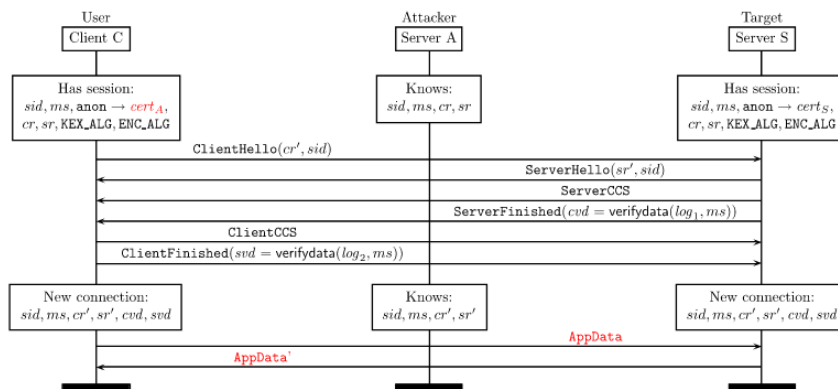 User Attacker Target
Client C Server A Server S
Has session:
sid, ms, anon → cert_A,
cr, sr, KEX_ALG, ENC_ALG
Knows:
sid, ms, cr, sr
Has session:
sid, ms, anon → cert_S,
cr, sr, KEX_ALG, ENC_ALG
ClientHello(cr', sid)
ServerHello(sr', sid)
ServerCCS
ServerFinished(cvd = verifydata(log₁, ms))
ClientCCS
ClientFinished(svd = verifydata(log₂, ms))
New connection:
sid, ms, cr', sr', cvd, svd
Knows:
sid, ms, cr', sr'
New connection:
sid, ms, cr', sr', cvd, svd
AppData
AppData'